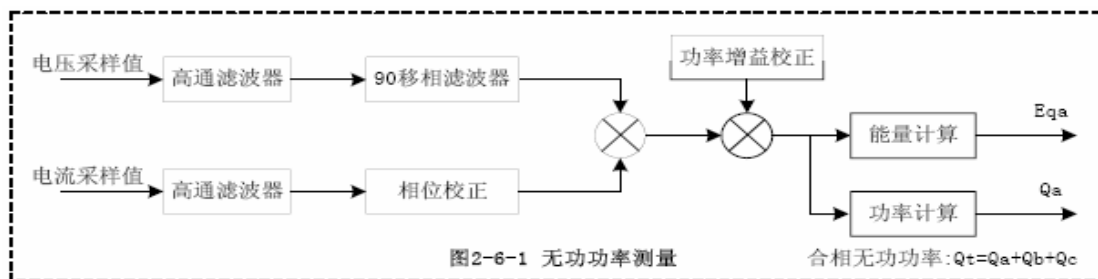 电压采样值
高通滤波器
90移相滤波器
功率增益校正
能量计算
Eqa
电流采样值
高通滤波器
相位校正
功率计算
Qa
图2-6-1 无功功率测量
合相无功功率:Qt=Qa+Qb+Qc